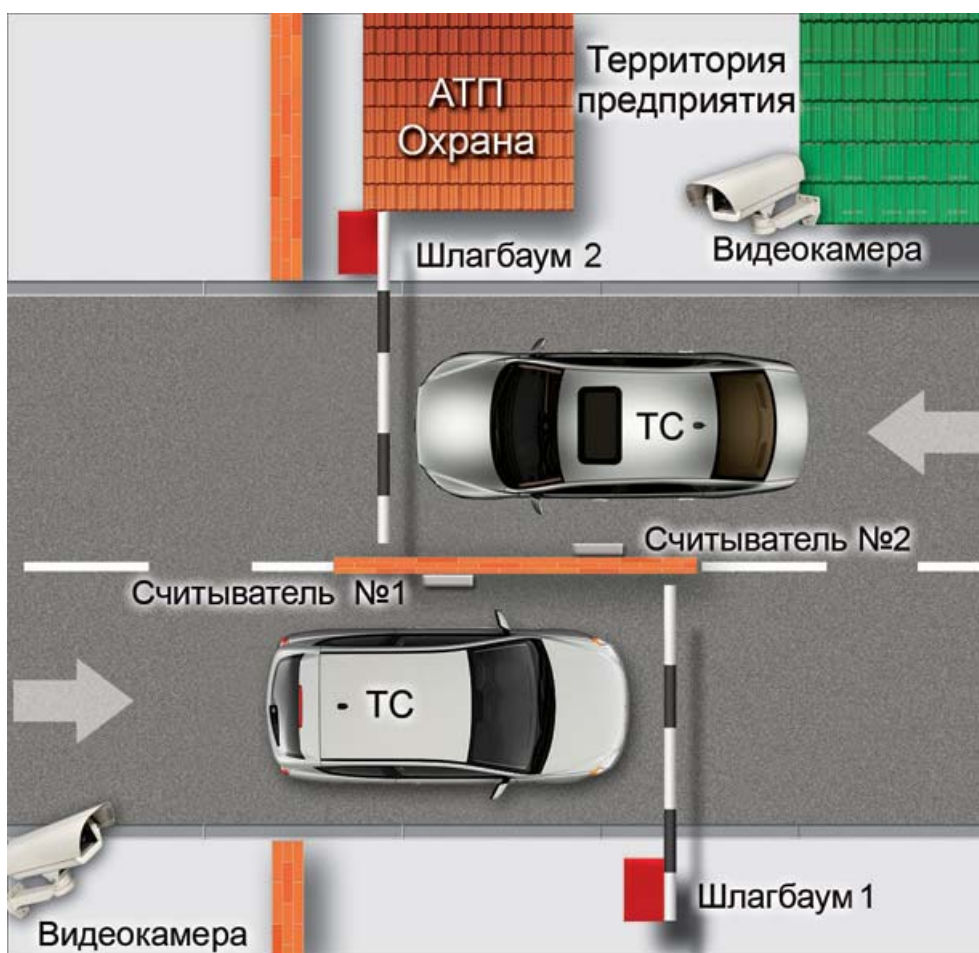 АТП
Охрана
Территория
предприятия
Шлагбаум 2
Видеокамера
ТС
Считыватель №2
Считыватель №1
ТС
Шлагбаум 1
Видеокамера